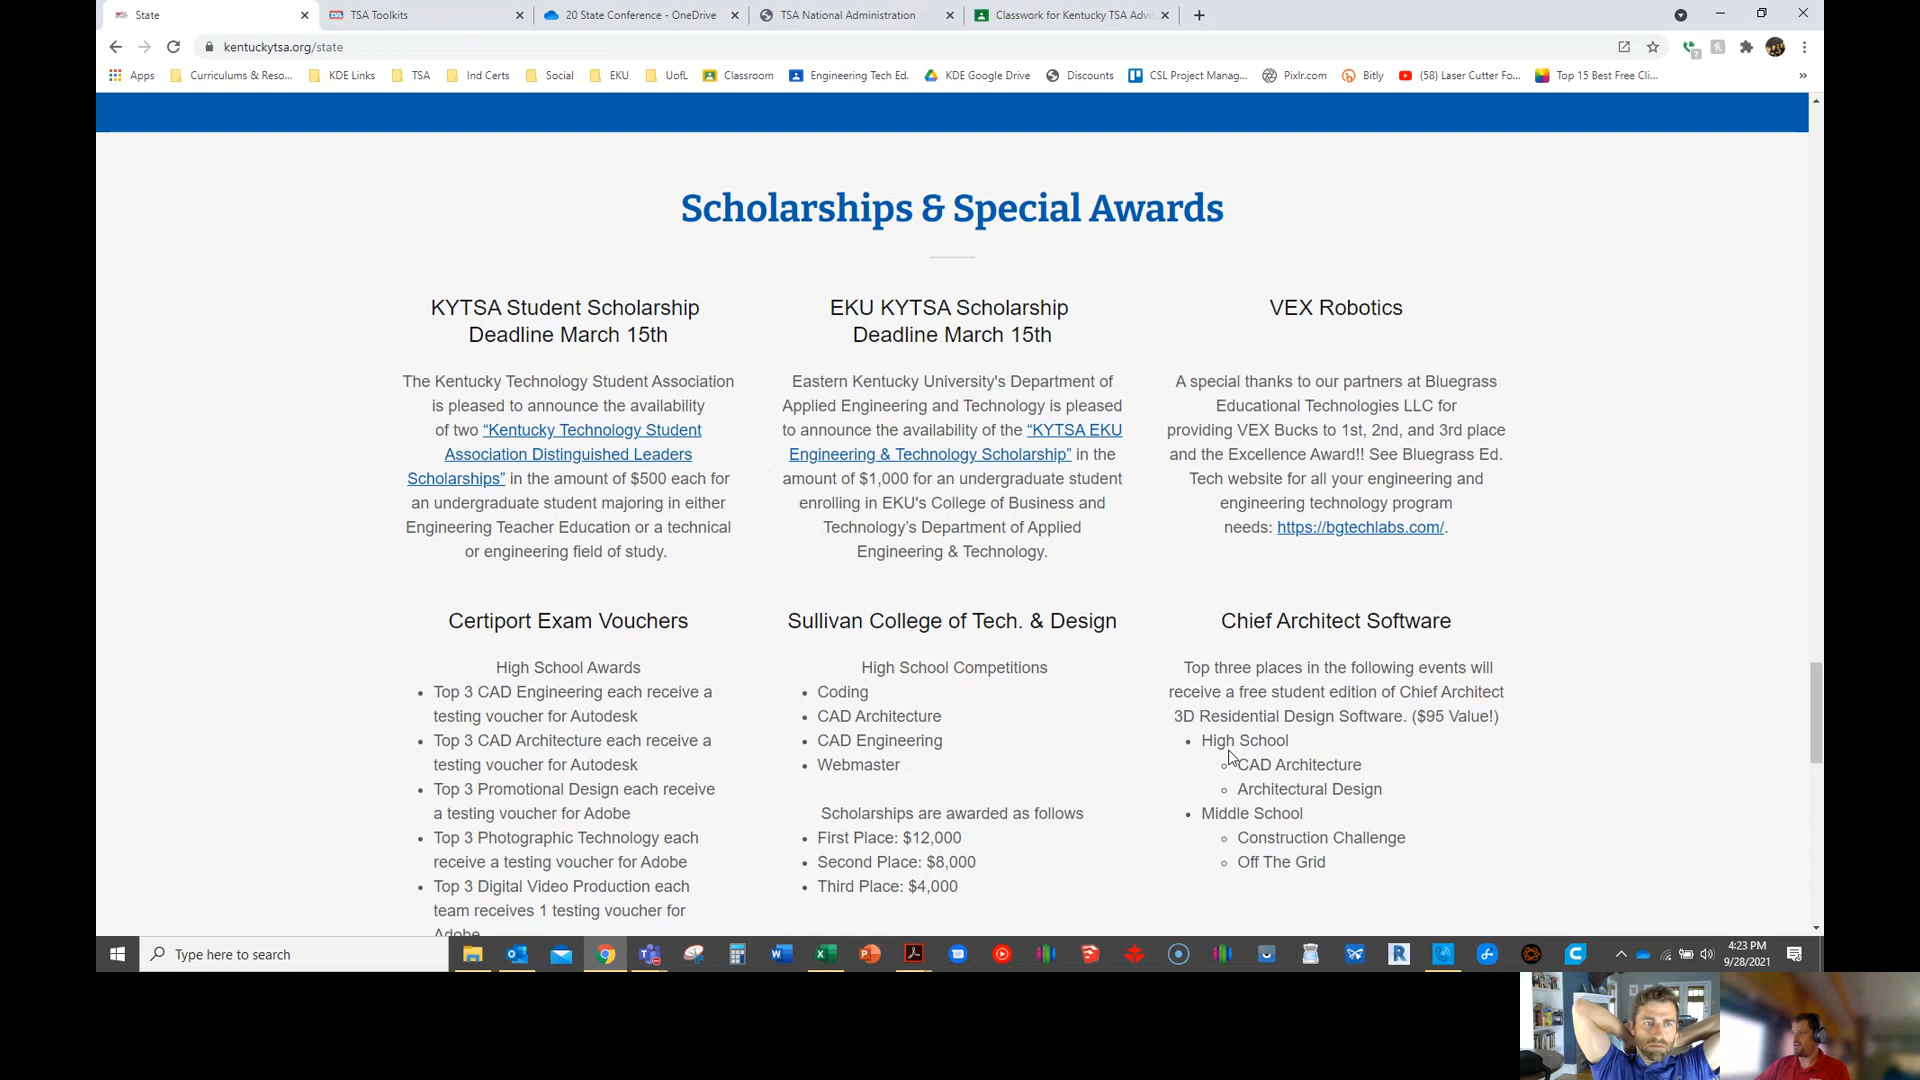 State
TSA Toolkits
20 State Conference - OneDrive
TSA National Administration
Classwork for Kentucky TSA Advi
kentuckytsa.org/state
Apps
Curriculums & Reso...
KDE Links
TSA
Ind Certs
Social
EKU
UofL
Classroom
Engineering Tech Ed.
KDE Google Drive
Discounts
CSL Project Manag...
Pixlr.com
Bitly
(58) Laser Cutter Fo...
Top 15 Best Free Cli...
Scholarships & Special Awards
KYTSA Student Scholarship
Deadline March 15th
The Kentucky Technology Student Association
is pleased to announce the availability
of two “Kentucky Technology Student
Association Distinguished Leaders
Scholarships” in the amount of $500 each for
an undergraduate student majoring in either
Engineering Teacher Education or a technical
or engineering field of study.
EKU KYTSA Scholarship
Deadline March 15th
Eastern Kentucky University's Department of
Applied Engineering and Technology is pleased
to announce the availability of the “KYTSA EKU
Engineering & Technology Scholarship” in the
amount of $1,000 for an undergraduate student
enrolling in EKU's College of Business and
Technology’s Department of Applied
Engineering & Technology.
VEX Robotics
A special thanks to our partners at Bluegrass
Educational Technologies LLC for
providing VEX Bucks to 1st, 2nd, and 3rd place
and the Excellence Award!! See Bluegrass Ed.
Tech website for all your engineering and
engineering technology program
needs: https://bgtechlabs.com/.
Certiport Exam Vouchers
High School Awards
Top 3 CAD Engineering each receive a
testing voucher for Autodesk
Top 3 CAD Architecture each receive a
testing voucher for Autodesk
Top 3 Promotional Design each receive
a testing voucher for Adobe
Top 3 Photographic Technology each
receive a testing voucher for Adobe
Top 3 Digital Video Production each
team receives 1 testing voucher for
Adobe
Sullivan College of Tech. & Design
High School Competitions
Coding
CAD Architecture
CAD Engineering
Webmaster
Scholarships are awarded as follows
First Place: $12,000
Second Place: $8,000
Third Place: $4,000
Chief Architect Software
Top three places in the following events will
receive a free student edition of Chief Architect
3D Residential Design Software. ($95 Value!)
High School
CAD Architecture
Architectural Design
Middle School
Construction Challenge
Off The Grid
Type here to search
4:23 PM
9/28/2021